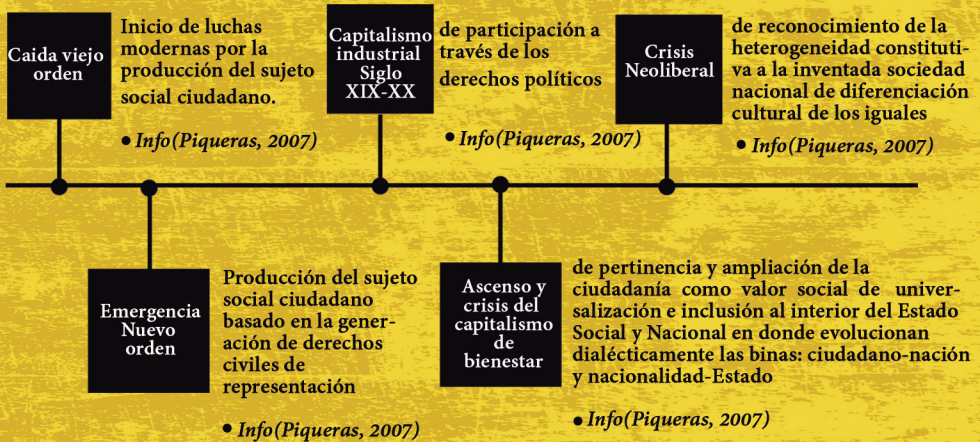 Caida viejo
orden
Inicio de luchas
modernas por la
producción del sujeto
social ciudadano.
• Info(Piqueras, 2007)
Emergencia
Nuevo
orden
Producción del sujeto
social ciudadano
basado en la gener-
ación de derechos
civiles de
representación
• Info(Piqueras, 2007)
Capitalismo
industrial
Siglo
XIX-XX
de participación a
través de los
derechos políticos
• Info(Piqueras, 2007)
Ascenso y
crisis del
capitalismo
de
bienestar
de pertinencia y ampliación de la
ciudadanía como valor social de univer-
salización e inclusión al interior del Estado
Social y Nacional en donde evolucionan
dialécticamente las binas: ciudadano-nación
y nacionalidad-Estado
• Info(Piqueras, 2007)
Crisis
Neoliberal
de reconocimiento de la
heterogeneidad constituti-
va a la inventada sociedad
nacional de diferenciación
cultural de los iguales
• Info(Piqueras, 2007)